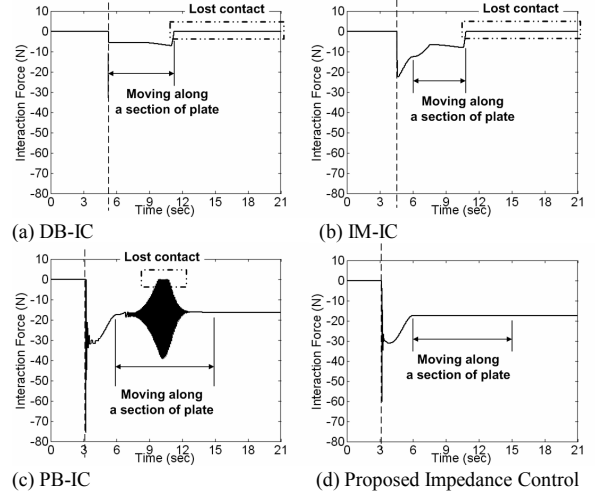 Lost contact
10
0
-10
-20
-30
-40
-50
-60
-70
-80
Interaction Force (N)
Moving along
a section of plate
0 3 6 9 12 15 18 21
Time (sec)
(a) DB-IC
Lost contact
10
0
-10
-20
-30
-40
-50
-60
-70
-80
Interaction Force (N)
Moving along
a section of plate
0 3 6 9 12 15 18 21
Time (sec)
(b) IM-IC
Lost contact
10
0
-10
-20
-30
-40
-50
-60
-70
-80
Interaction Force (N)
Moving along
a section of plate
0 3 6 9 12 15 18 21
Time (sec)
(c) PB-IC
10
0
-10
-20
-30
-40
-50
-60
-70
-80
Interaction Force (N)
Moving along
a section of plate
0 3 6 9 12 15 18 21
Time (sec)
(d) Proposed Impedance Control